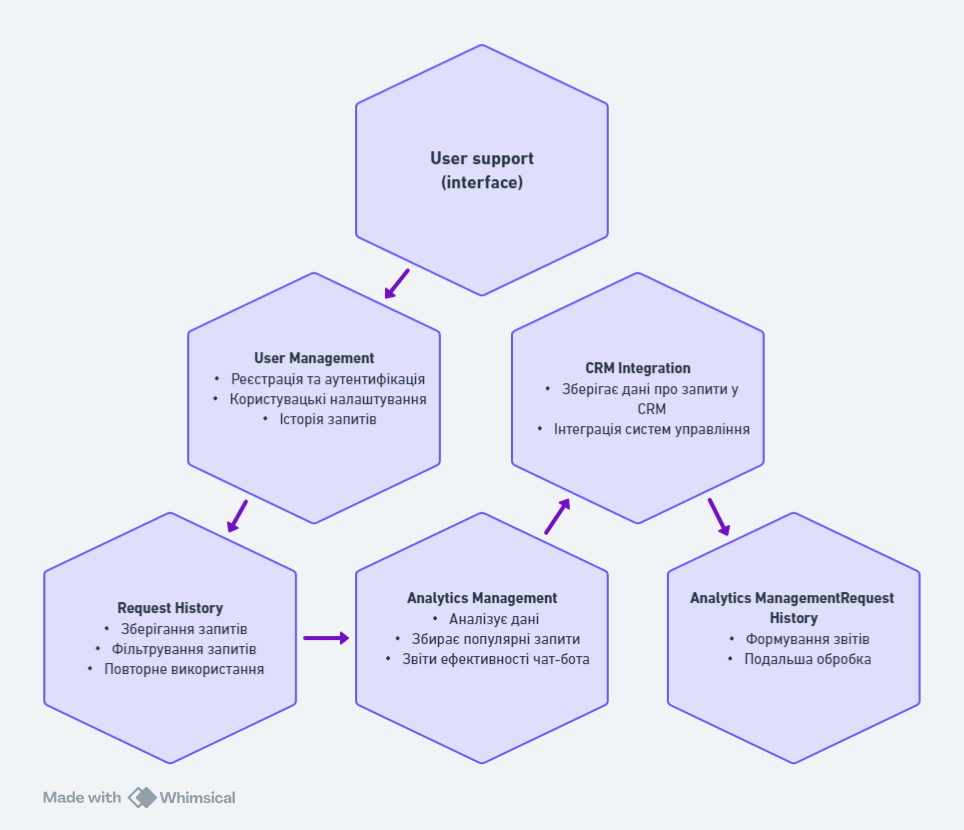 User support
(interface)
User Management
• Реєстрація та аутентифікація
• Користувацькі налаштування
• Історія запитів
CRM Integration
• Зберігає дані про запити у
CRM
• Інтеграція систем управління
Request History
• Зберігання запитів
• Фільтрування запитів
• Повторне використання
Analytics Management
• Аналізує дані
• Збирає популярні запити
• Звіти ефективності чат-бота
Analytics ManagementRequest
History
• Формування звітів
• Подальша обробка
Made with Whimsical